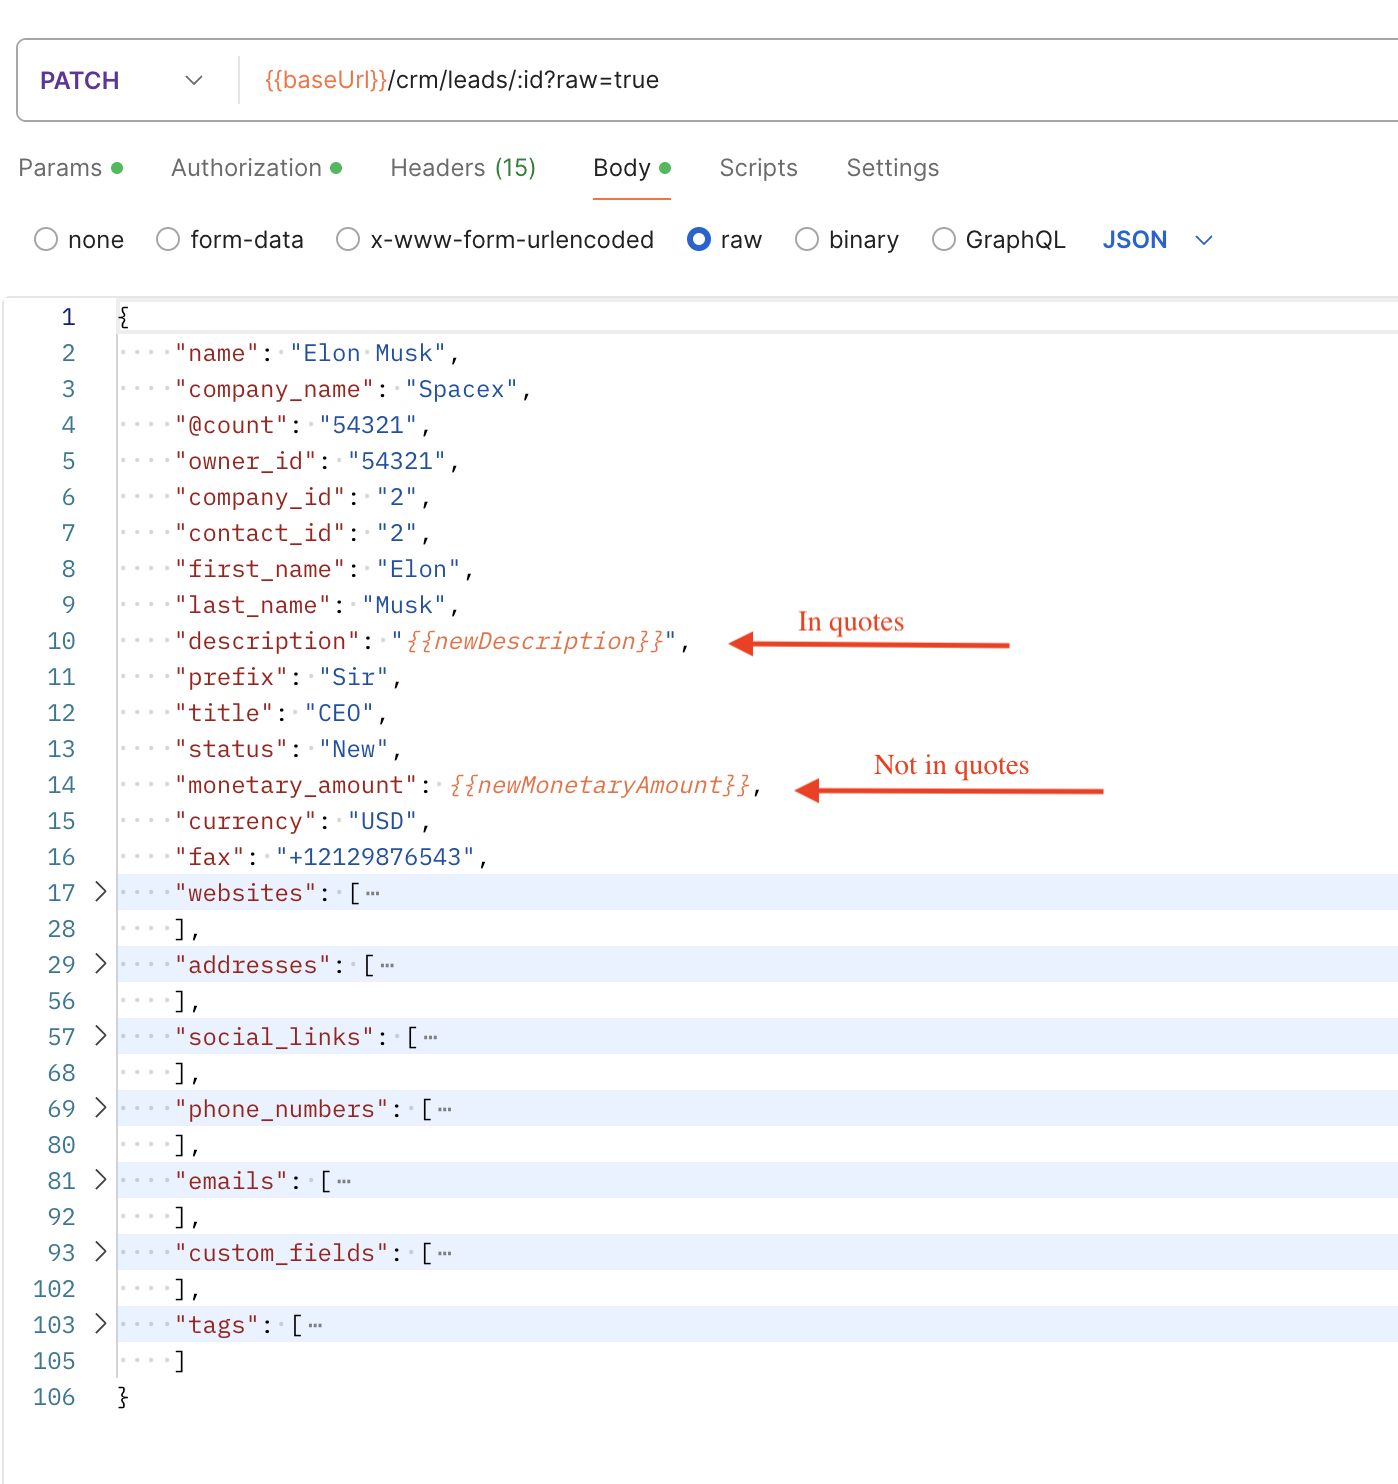 PATCH {{baseUrl}}/crm/leads/:id?raw=true
Params Authorization Headers (15) Body Scripts Settings
none form-data x-www-form-urlencoded raw binary GraphQL JSON
1 {
2 "name": "Elon Musk",
3 "company_name": "Spacex",
4 "@count": "54321",
5 "owner_id": "54321",
6 "company_id": "2",
7 "contact_id": "2",
8 "first_name": "Elon",
9 "last_name": "Musk",
10 "description": "{{newDescription}}", In quotes
11 "prefix": "Sir",
12 "title": "CEO",
13 "status": "New",
14 "monetary_amount": {{newMonetaryAmount}}, Not in quotes
15 "currency": "USD",
16 "fax": "+12129876543",
17 "websites": […
28 ],
29 "addresses": […
56 ],
57 "social_links": […
68 ],
69 "phone_numbers": […
80 ],
81 "emails": […
92 ],
93 "custom_fields": […
102 ],
103 "tags": […
105 ]
106 }